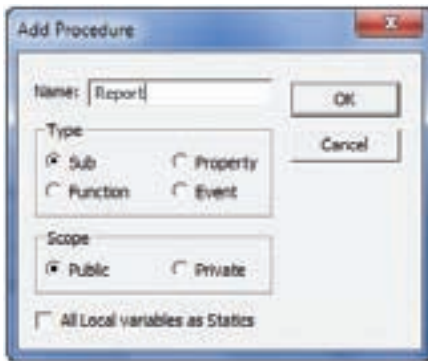 Add Procedure
Name: Report
OK
Cancel
Type
Sub
Property
Function
Event
Scope
Public
Private
All Local variables as Statics